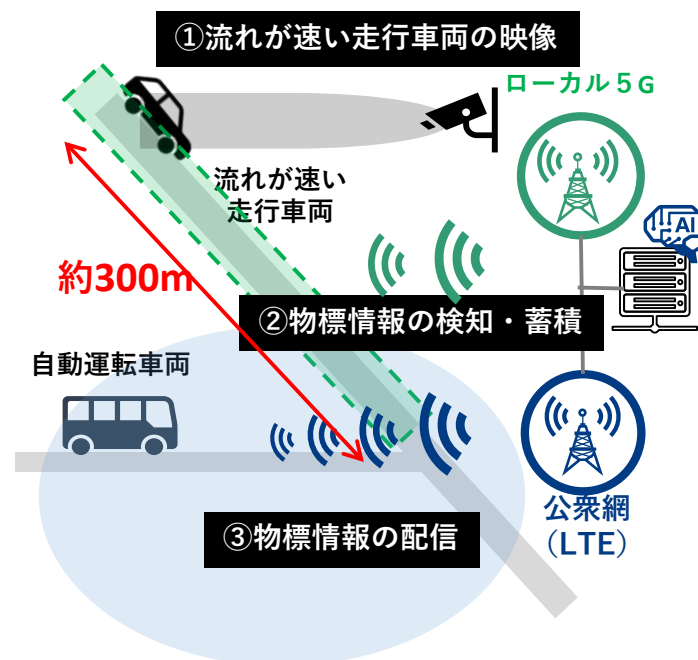 ①流れが速い走行車両の映像
ローカル５G
流れが速い
走行車両
AI
約300m
②物標情報の検知・蓄積
自動運転車両
公衆網
（LTE）
③物標情報の配信